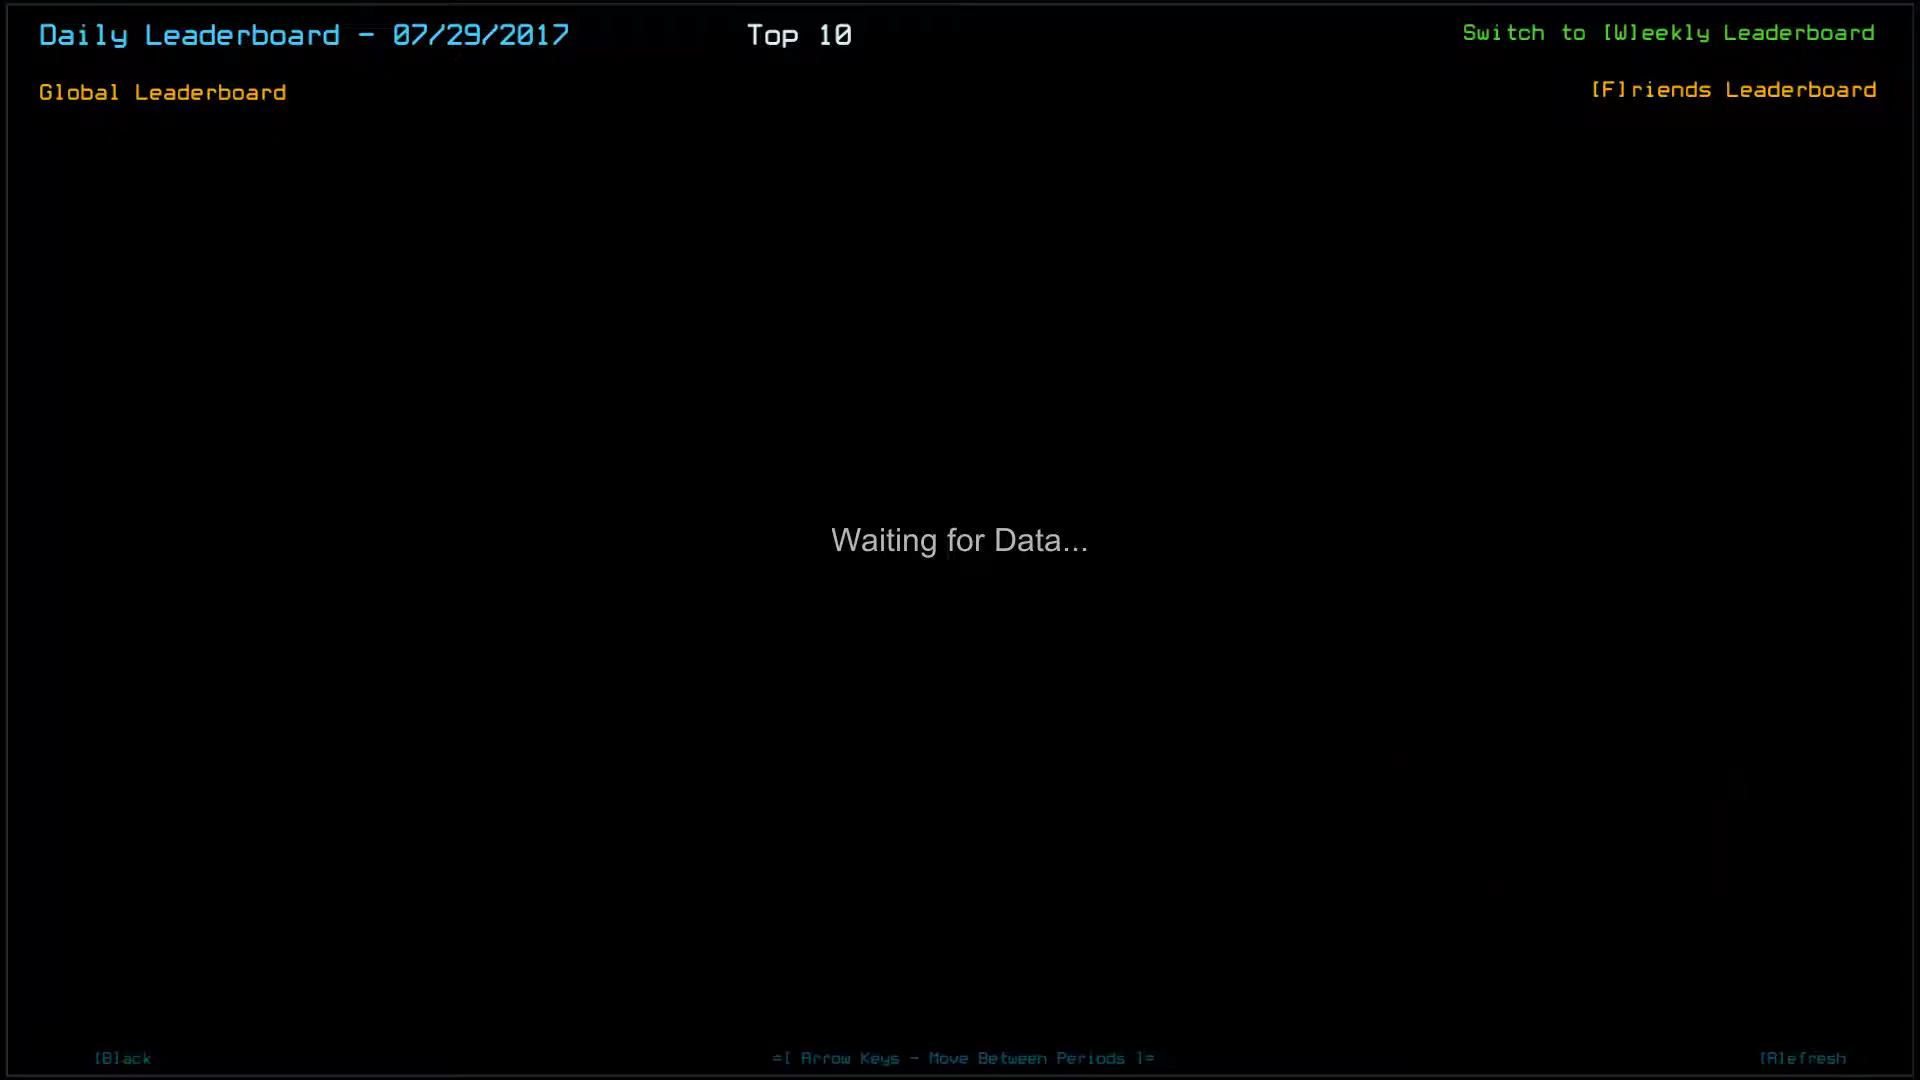 Daily Leaderboard - 07/29/2017
Top 10
Switch to [W]eekly Leaderboard
Global Leaderboard
[F]riends Leaderboard
Waiting for Data...
[B]ack
=[ Arrow Keys - Move Between Periods ]=
[R]efresh